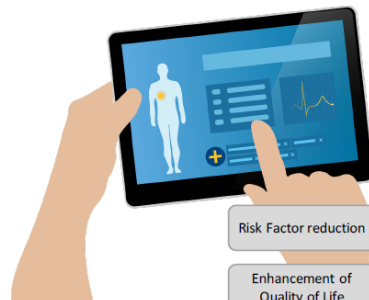 Risk Factor reduction
Enhancement of
Quality of Life